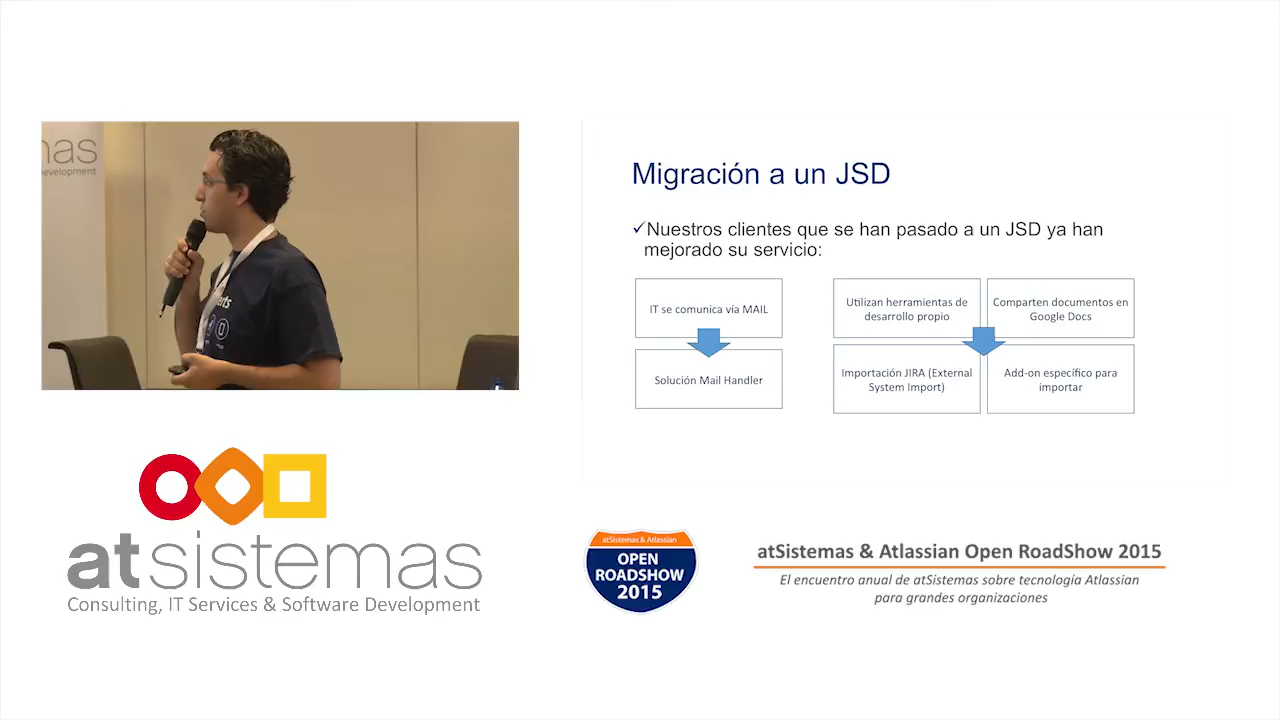 mas
Development
erts
Migración a un JSD
✓Nuestros clientes que se han pasado a un JSD ya han
mejorado su servicio:
IT se comunica vía MAIL
Solución Mail Handler
Utilizan herramientas de
desarrollo propio
Comparten documentos en
Google Docs
Importación JIRA (External
System Import)
Add-on específico para
importar
atsistemas
Consulting, IT Services & Software Development
atSistemas & Atlassian
OPEN
ROADSHOW
2015
atSistemas & Atlassian Open RoadShow 2015
El encuentro anual de atSistemas sobre tecnología Atlassian
para grandes organizaciones